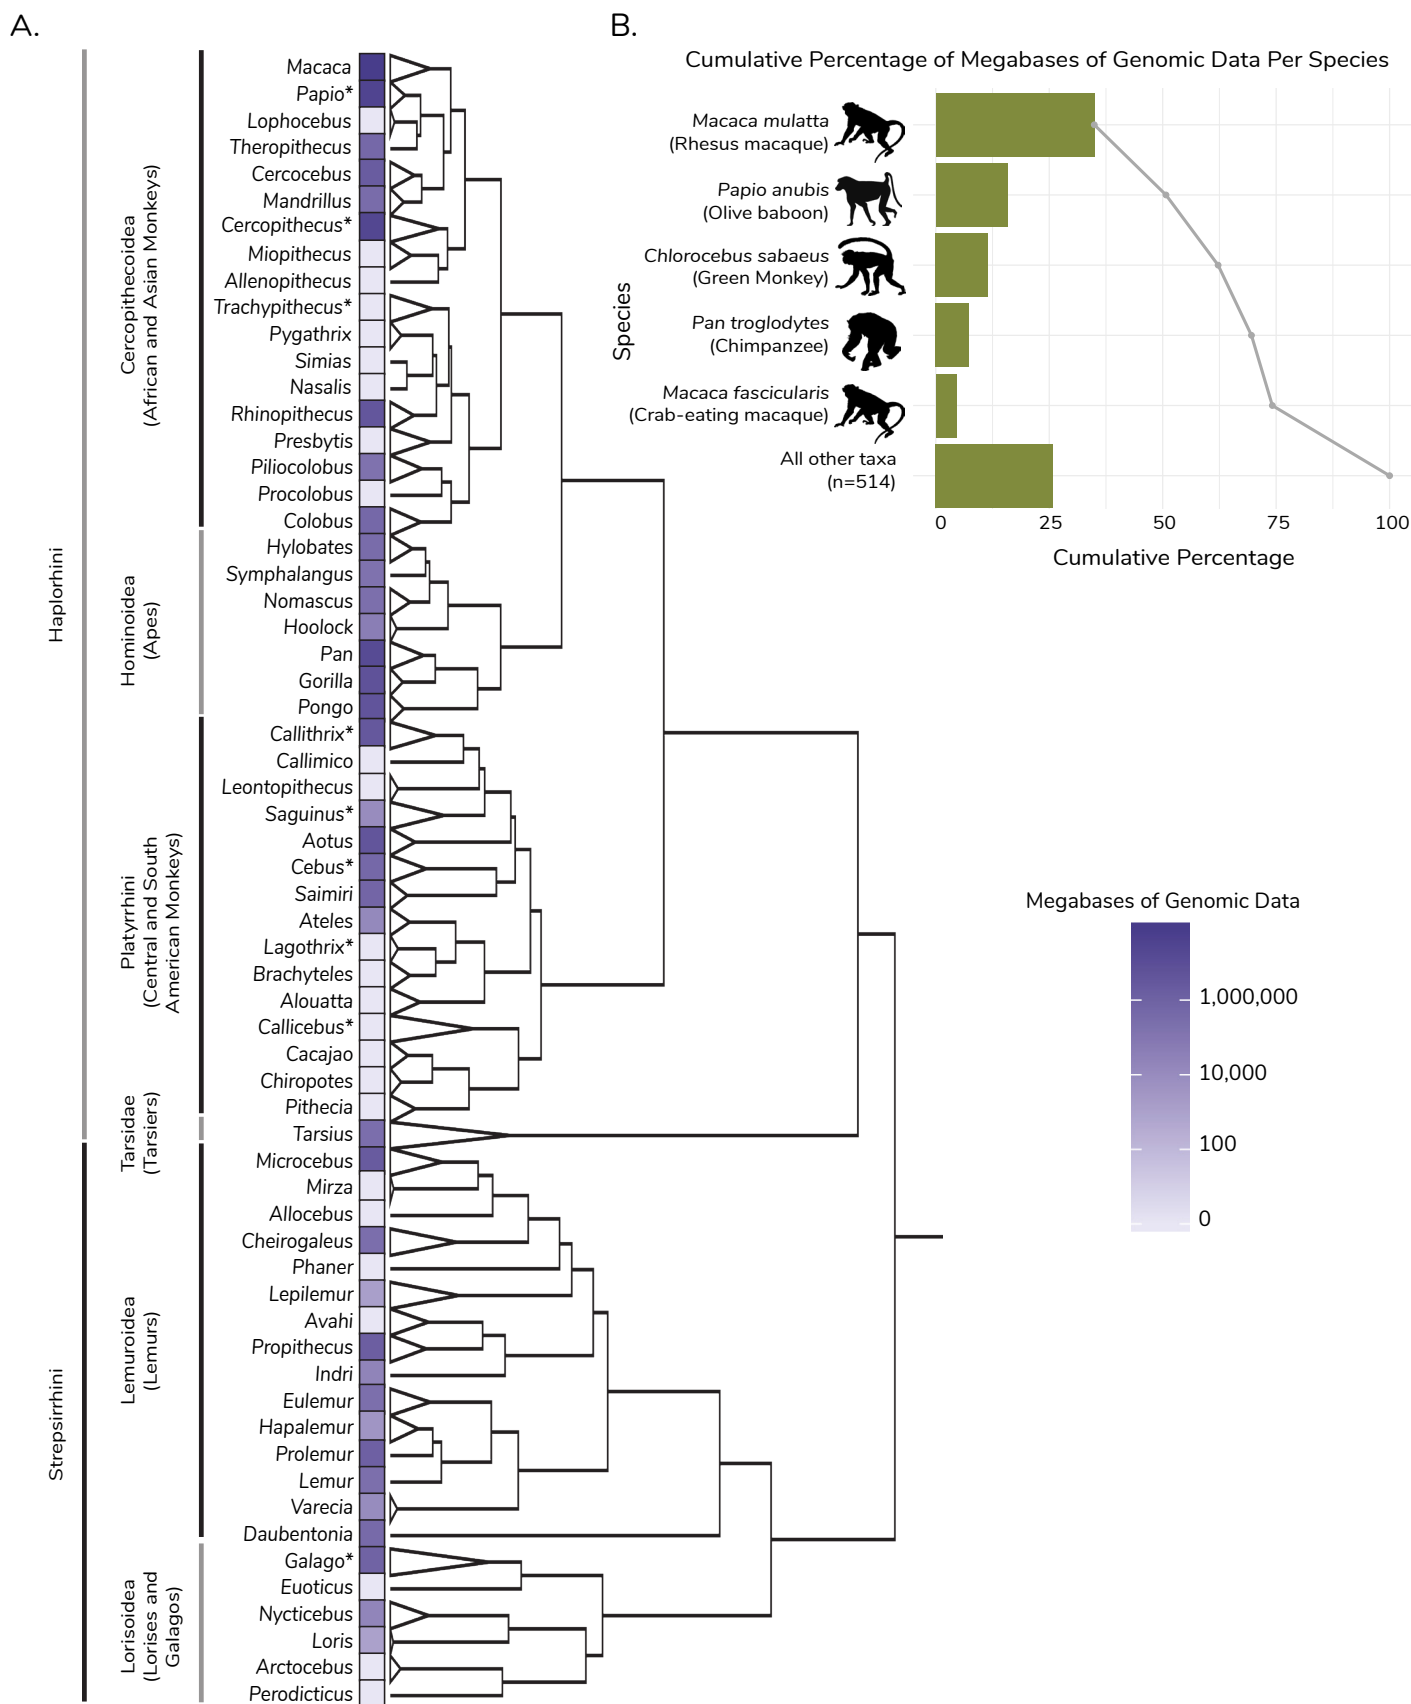 A.
Haplorhini
Strepsirrhini
Cercopithecoidea
(African and Asian Monkeys)
Hominoidea
(Apes)
Platyrrhini
(Central and South
American Monkeys)
Tarsidae
(Tarsiers)
Lemuroidea
(Lemurs)
Lorisoidea
(Lorises and
Galagos)
Macaca
Papio*
Lophocebus
Theropithecus
Cercocebus
Mandrillus
Cercopithecus*
Miopithecus
Allenopithecus
Trachypithecus*
Pygathrix
Simias
Nasalis
Rhinopithecus
Presbytis
Piliocolobus
Procolobus
Colobus
Hylobates
Symphalangus
Nomascus
Hoolock
Pan
Gorilla
Pongo
Callithrix*
Callimico
Leontopithecus
Saguinus*
Aotus
Cebus*
Saimiri
Ateles
Lagothrix*
Brachyteles
Alouatta
Callicebus*
Cacajao
Chiropotes
Pithecia
Tarsius
Microcebus
Mirza
Allocebus
Cheirogaleus
Phaner
Lepilemur
Avahi
Propithecus
Indri
Eulemur
Hapalemur
Prolemur
Lemur
Varecia
Daubentonia
Galago*
Euoticus
Nycticebus
Loris
Arctocebus
Perodicticus
B.
Cumulative Percentage of Megabases of Genomic Data Per Species
Species
Macaca mulatta
(Rhesus macaque)
Papio anubis
(Olive baboon)
Chlorocebus sabaeus
(Green Monkey)
Pan troglodytes
(Chimpanzee)
Macaca fascicularis
(Crab-eating macaque)
All other taxa
(n=514)
0 25 50 75 100
Cumulative Percentage
Megabases of Genomic Data
1,000,000
10,000
100
0